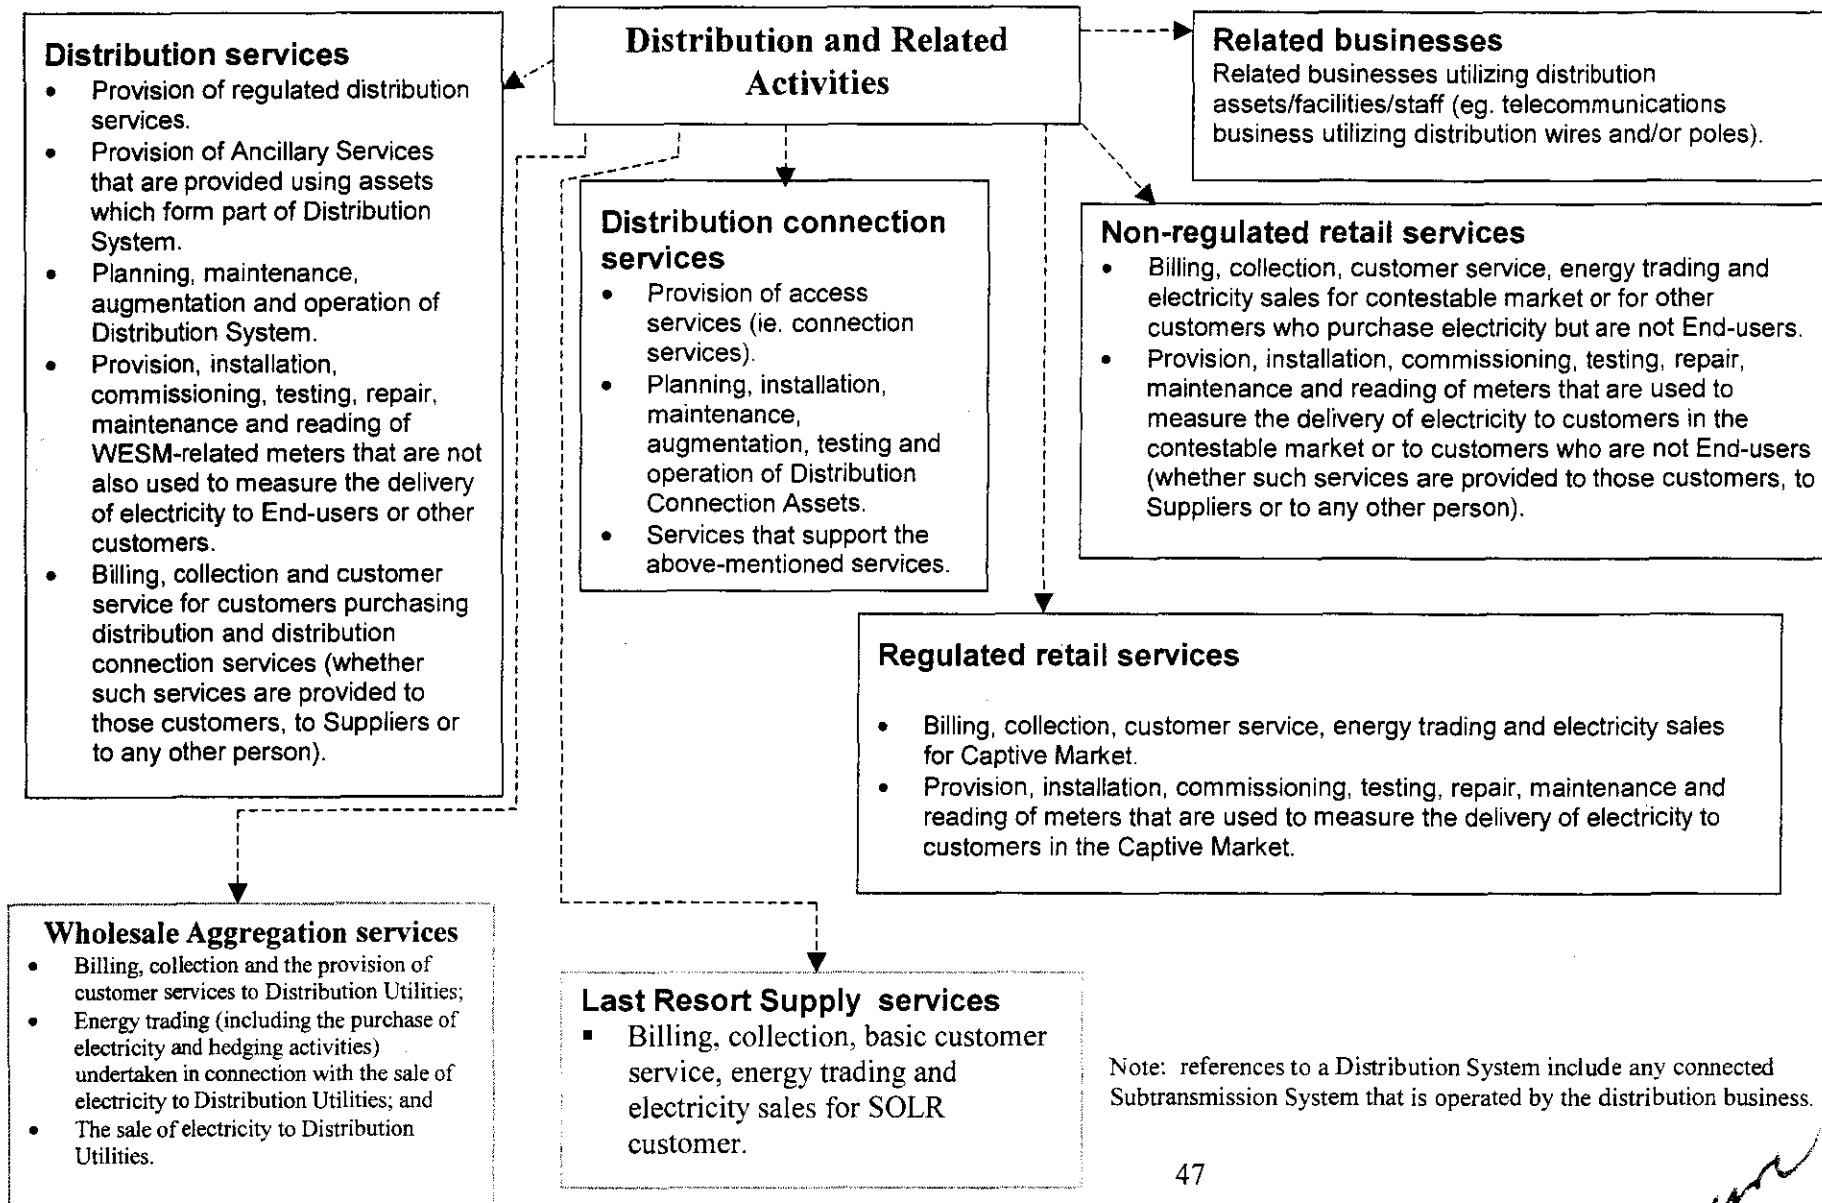 Distribution and Related
Activities
Distribution services
• Provision of regulated distribution
services.
• Provision of Ancillary Services
that are provided using assets
which form part of Distribution
System.
• Planning, maintenance,
augmentation and operation of
Distribution System.
• Provision, installation,
commissioning, testing, repair,
maintenance and reading of
WESM-related meters that are not
also used to measure the delivery
of electricity to End-users or other
customers.
• Billing, collection and customer
service for customers purchasing
distribution and distribution
connection services (whether
such services are provided to
those customers, to Suppliers or
to any other person).
Distribution connection
services
• Provision of access
services (ie. connection
services).
• Planning, installation,
maintenance,
augmentation, testing and
operation of Distribution
Connection Assets.
• Services that support the
above-mentioned services.
Related businesses
Related businesses utilizing distribution
assets/facilities/staff (eg. telecommunications
business utilizing distribution wires and/or poles).
Non-regulated retail services
• Billing, collection, customer service, energy trading and
electricity sales for contestable market or for other
customers who purchase electricity but are not End-users.
• Provision, installation, commissioning, testing, repair,
maintenance and reading of meters that are used to
measure the delivery of electricity to customers in the
contestable market or to customers who are not End-users
(whether such services are provided to those customers, to
Suppliers or to any other person).
Regulated retail services
• Billing, collection, customer service, energy trading and electricity sales
for Captive Market.
• Provision, installation, commissioning, testing, repair, maintenance and
reading of meters that are used to measure the delivery of electricity to
customers in the Captive Market.
Wholesale Aggregation services
• Billing, collection and the provision of
customer services to Distribution Utilities;
• Energy trading (including the purchase of
electricity and hedging activities)
undertaken in connection with the sale of
electricity to Distribution Utilities; and
• The sale of electricity to Distribution
Utilities.
Last Resort Supply services
▪ Billing, collection, basic customer
service, energy trading and
electricity sales for SOLR
customer.
Note: references to a Distribution System include any connected
Subtransmission System that is operated by the distribution business.
47